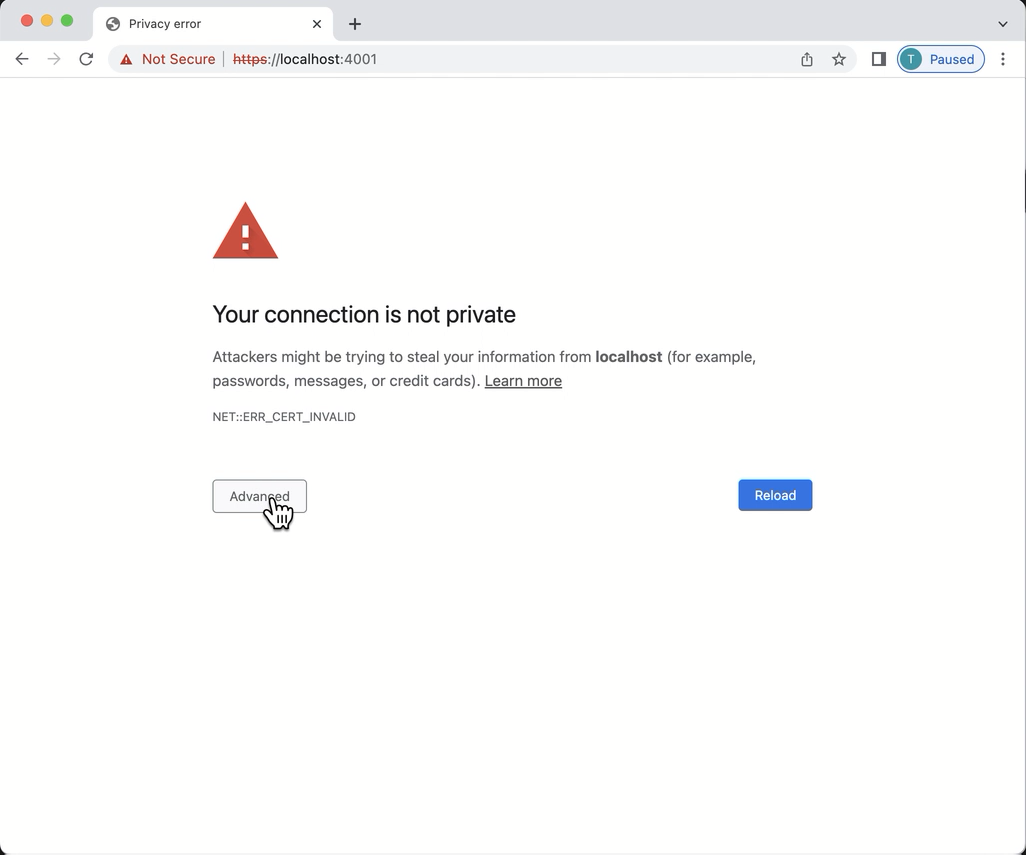 Privacy error
Not Secure | https://localhost:4001
T Paused
Your connection is not private
Attackers might be trying to steal your information from localhost (for example,
passwords, messages, or credit cards). Learn more
NET::ERR_CERT_INVALID
Advanced
Reload